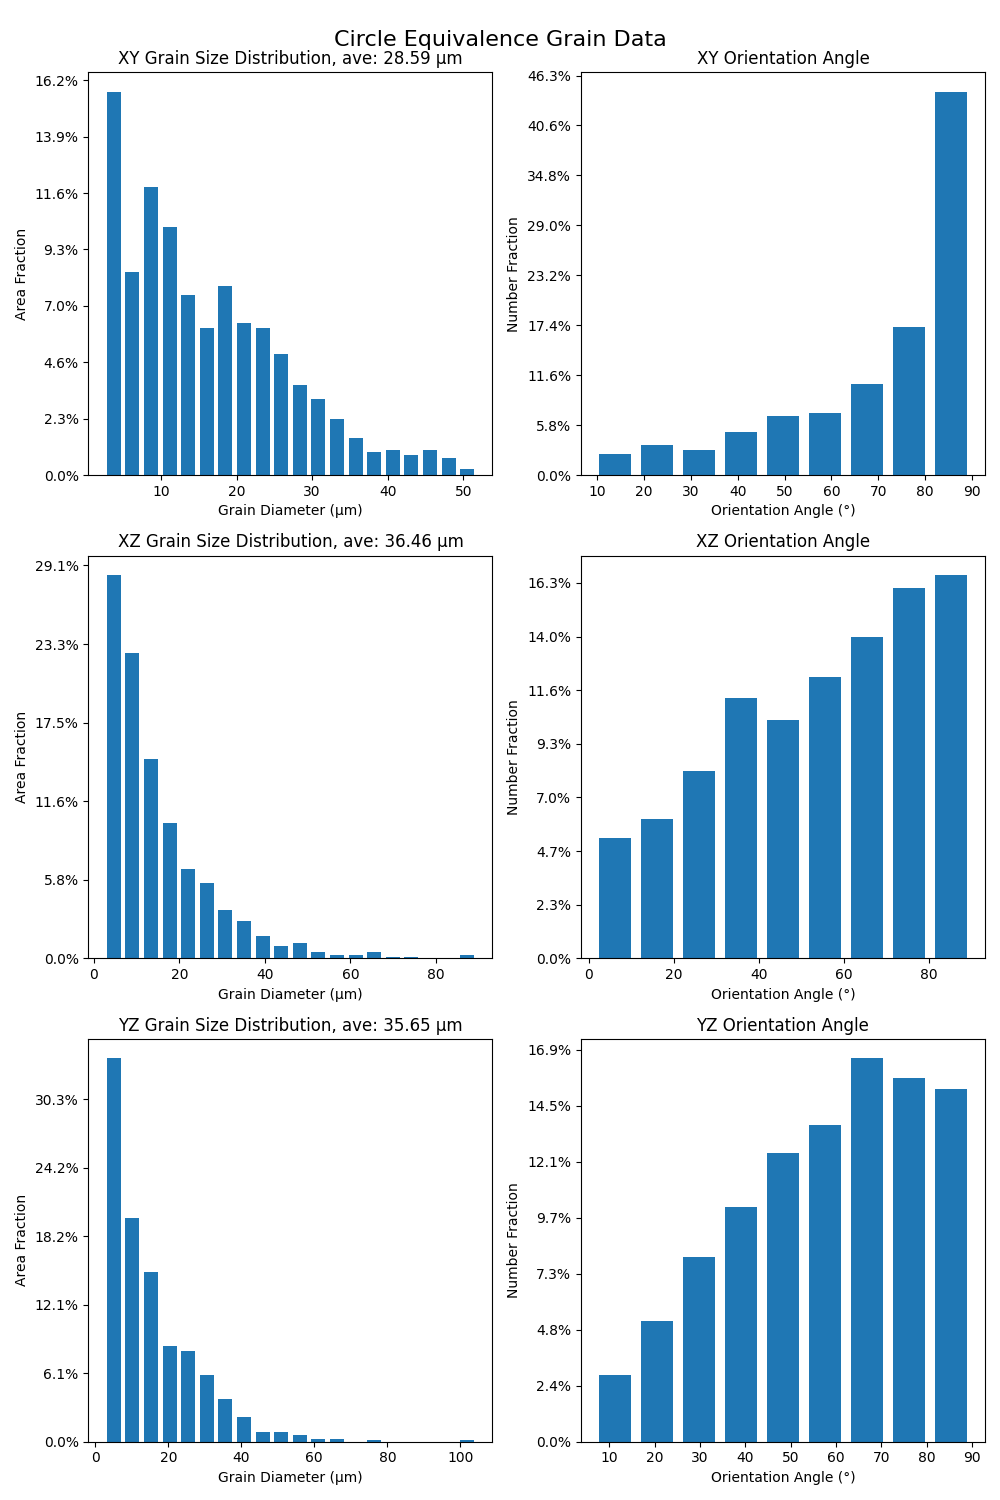 Circle Equivalence Grain Data
XY Grain Size Distribution, ave: 28.59 μm
16.2%
13.9%
11.6%
9.3%
7.0%
4.6%
2.3%
0.0%
Area Fraction
10 20 30 40 50
Grain Diameter (μm)
XY Orientation Angle
46.3%
40.6%
34.8%
29.0%
23.2%
17.4%
11.6%
5.8%
0.0%
Number Fraction
10 20 30 40 50 60 70 80 90
Orientation Angle (°)
XZ Grain Size Distribution, ave: 36.46 μm
29.1%
23.3%
17.5%
11.6%
5.8%
0.0%
Area Fraction
0 20 40 60 80
Grain Diameter (μm)
XZ Orientation Angle
16.3%
14.0%
11.6%
9.3%
7.0%
4.7%
2.3%
0.0%
Number Fraction
0 20 40 60 80
Orientation Angle (°)
YZ Grain Size Distribution, ave: 35.65 μm
30.3%
24.2%
18.2%
12.1%
6.1%
0.0%
Area Fraction
0 20 40 60 80 100
Grain Diameter (μm)
YZ Orientation Angle
16.9%
14.5%
12.1%
9.7%
7.3%
4.8%
2.4%
0.0%
Number Fraction
10 20 30 40 50 60 70 80 90
Orientation Angle (°)